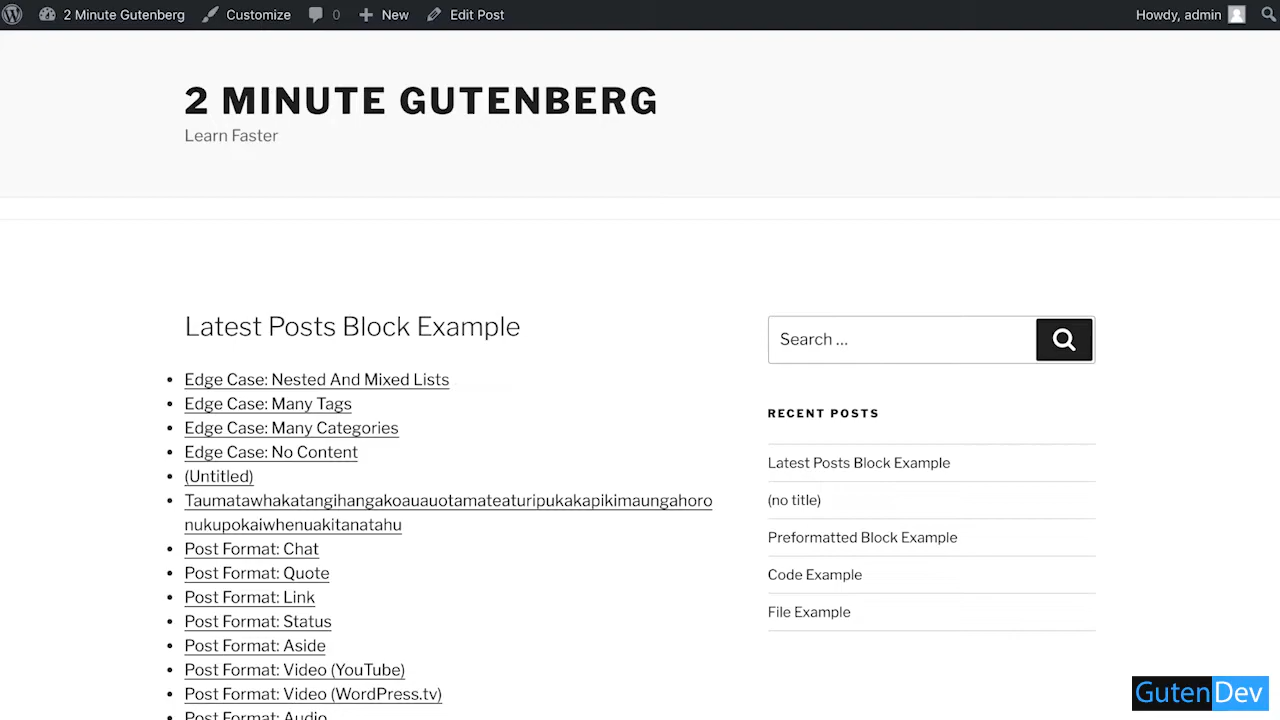 2 Minute Gutenberg Customize 0 New Edit Post Howdy, admin
2 MINUTE GUTENBERG
Learn Faster
Latest Posts Block Example
Edge Case: Nested And Mixed Lists
Edge Case: Many Tags
Edge Case: Many Categories
Edge Case: No Content
(Untitled)
Taumatawhakatangihangakoauauotamateaturipukakapikimaungahoro
nukupokaiwhenuakitanatahu
Post Format: Chat
Post Format: Quote
Post Format: Link
Post Format: Status
Post Format: Aside
Post Format: Video (YouTube)
Post Format: Video (WordPress.tv)
Post Format: Audio
Search …
RECENT POSTS
Latest Posts Block Example
(no title)
Preformatted Block Example
Code Example
File Example
GutenDev